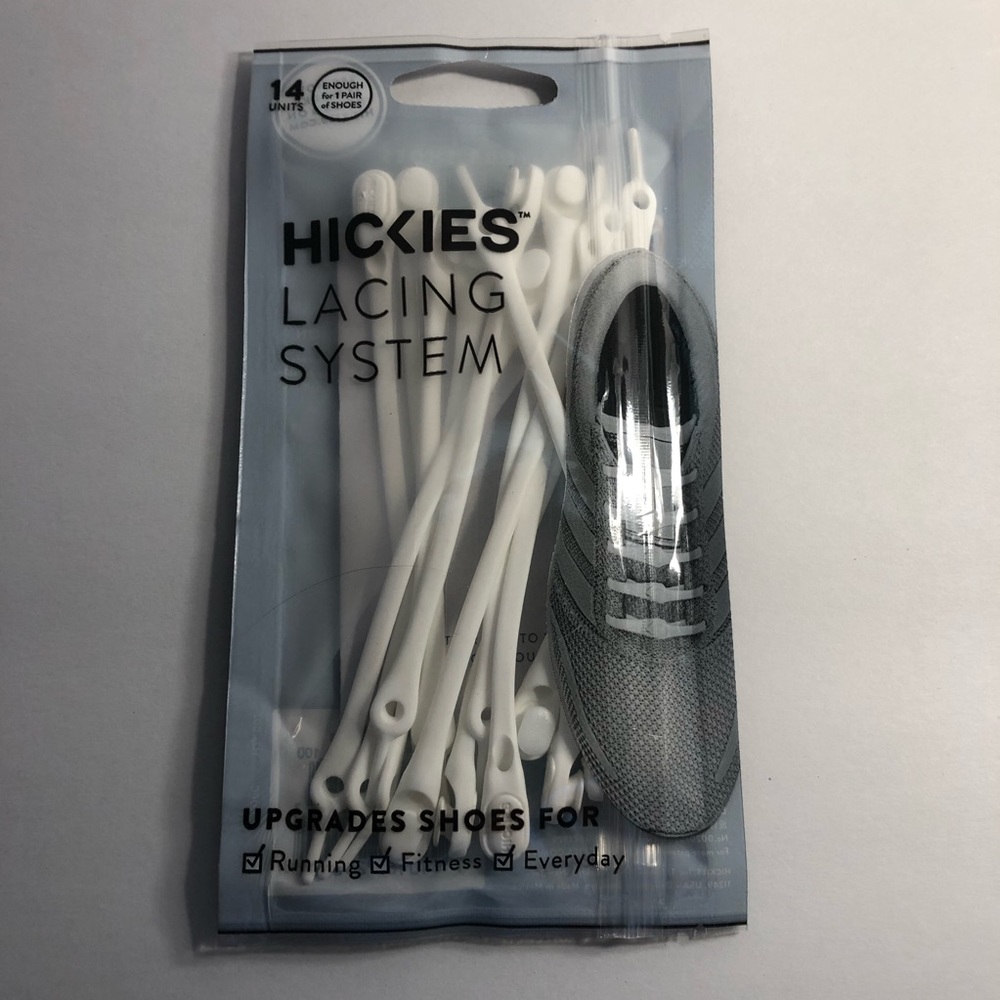 14
UNITS
ENOUGH
for 1 PAIR
of SHOES
HICKIES™
LACING
SYSTEM
UPGRADES SHOES FOR
Running Fitness Everyday